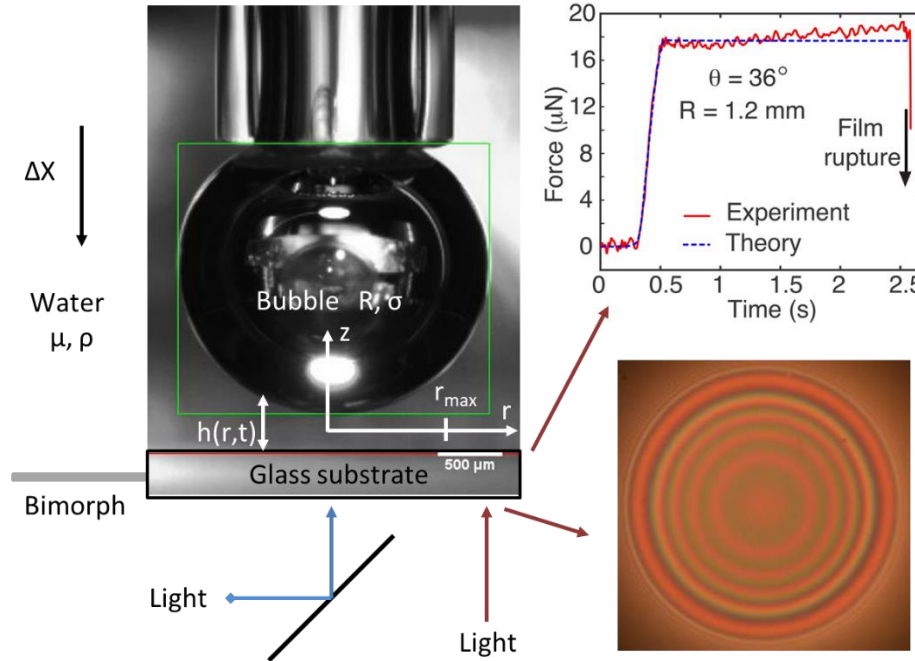 ΔX
Water
μ, ρ
Bubble R, σ
z
r_max
r
h(r,t)
500 μm
Glass substrate
Bimorph
Light
Light
Force (μN)
20
16
12
8
4
0
θ = 36°
R = 1.2 mm
Film
rupture
Experiment
Theory
0 0.5 1 1.5 2 2.5
Time (s)